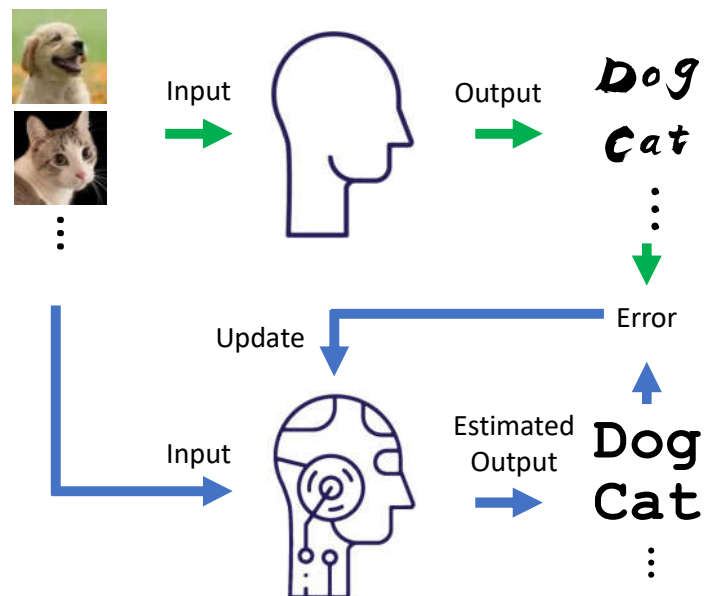 Input
Output
Dog
Cat
Error
Update
Input
Estimated
Output
Dog
Cat